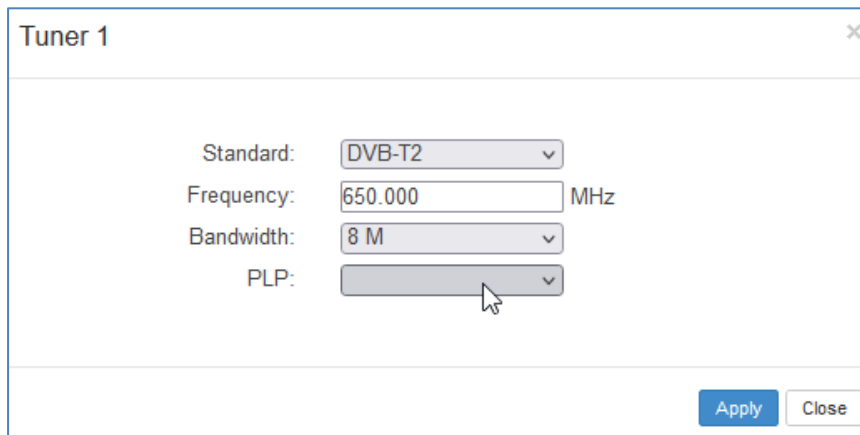 Tuner 1 ×
Standard: DVB-T2
Frequency: 650.000 MHz
Bandwidth: 8 M
PLP:
Apply Close